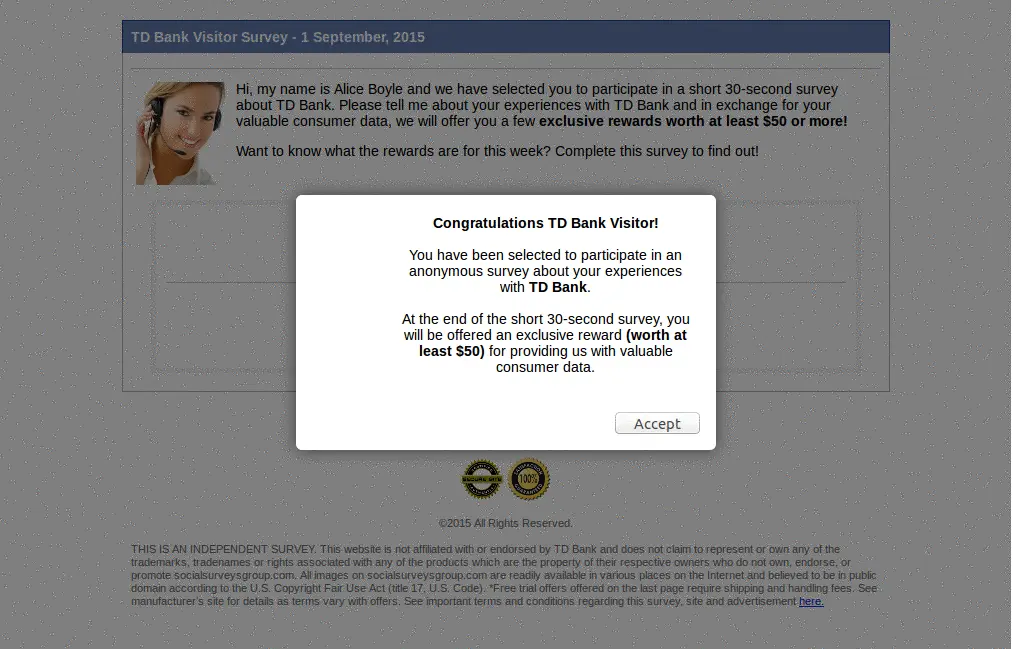 TD Bank Visitor Survey - 1 September, 2015
Hi, my name is Alice Boyle and we have selected you to participate in a short 30-second survey
about TD Bank. Please tell me about your experiences with TD Bank and in exchange for your
valuable consumer data, we will offer you a few exclusive rewards worth at least $50 or more!
Want to know what the rewards are for this week? Complete this survey to find out!
Congratulations TD Bank Visitor!
You have been selected to participate in an
anonymous survey about your experiences
with TD Bank.
At the end of the short 30-second survey, you
will be offered an exclusive reward (worth at
least $50) for providing us with valuable
consumer data.
Accept
SECURE SITE
100%
©2015 All Rights Reserved.
THIS IS AN INDEPENDENT SURVEY. This website is not affiliated with or endorsed by TD Bank and does not claim to represent or own any of the
trademarks, tradenames or rights associated with any of the products which are the property of their respective owners who do not own, endorse, or
promote socialsurveysgroup.com. All images on socialsurveysgroup.com are readily available in various places on the Internet and believed to be in public
domain according to the U.S. Copyright Fair Use Act (title 17, U.S. Code). *Free trial offers offered on the last page require shipping and handling fees. See
manufacturer's site for details as terms vary with offers. See important terms and conditions regarding this survey, site and advertisement here.